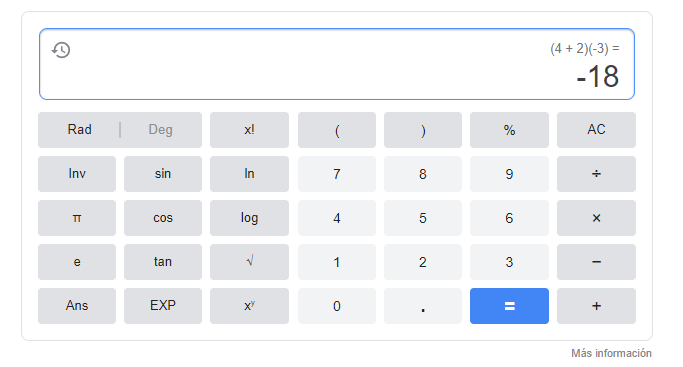 (4 + 2)(-3) =
-18
Rad | Deg x! ( ) % AC
Inv sin ln 7 8 9 ÷
π cos log 4 5 6 ×
e tan √ 1 2 3 −
Ans EXP xʸ 0 . = +
Más información